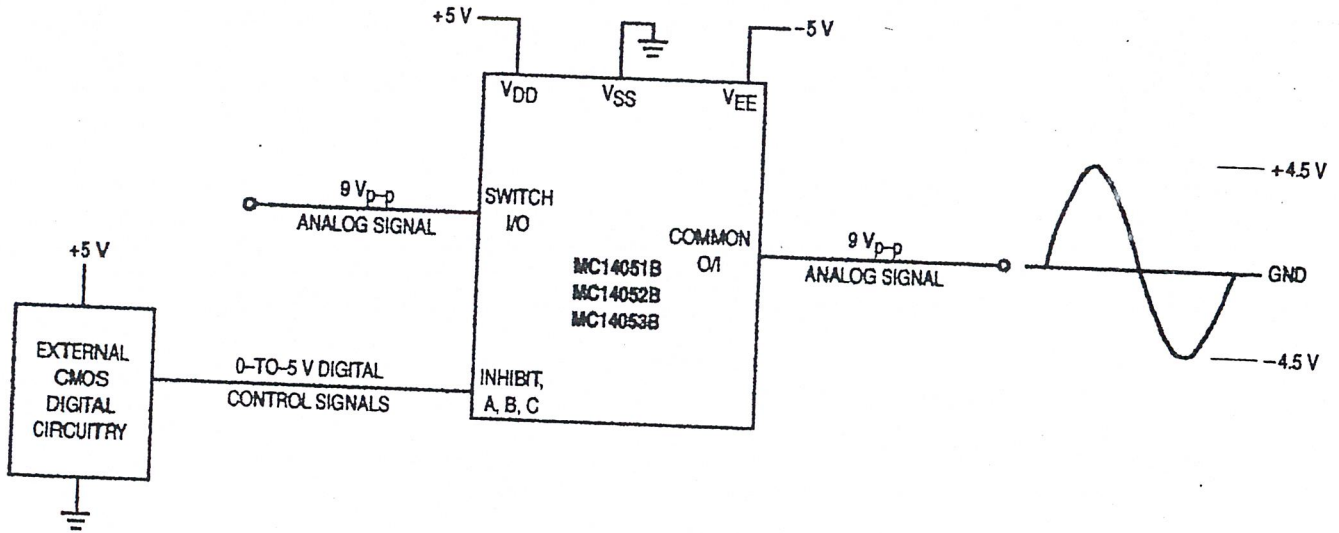 +5 V
–5 V
VDD
VSS
VEE
9 Vp–p
ANALOG SIGNAL
SWITCH
I/O
COMMON
O/I
9 Vp–p
ANALOG SIGNAL
MC14051B
MC14052B
MC14053B
+4.5 V
GND
–4.5 V
+5 V
EXTERNAL
CMOS
DIGITAL
CIRCUITRY
0–TO–5 V DIGITAL
CONTROL SIGNALS
INHIBIT,
A, B, C